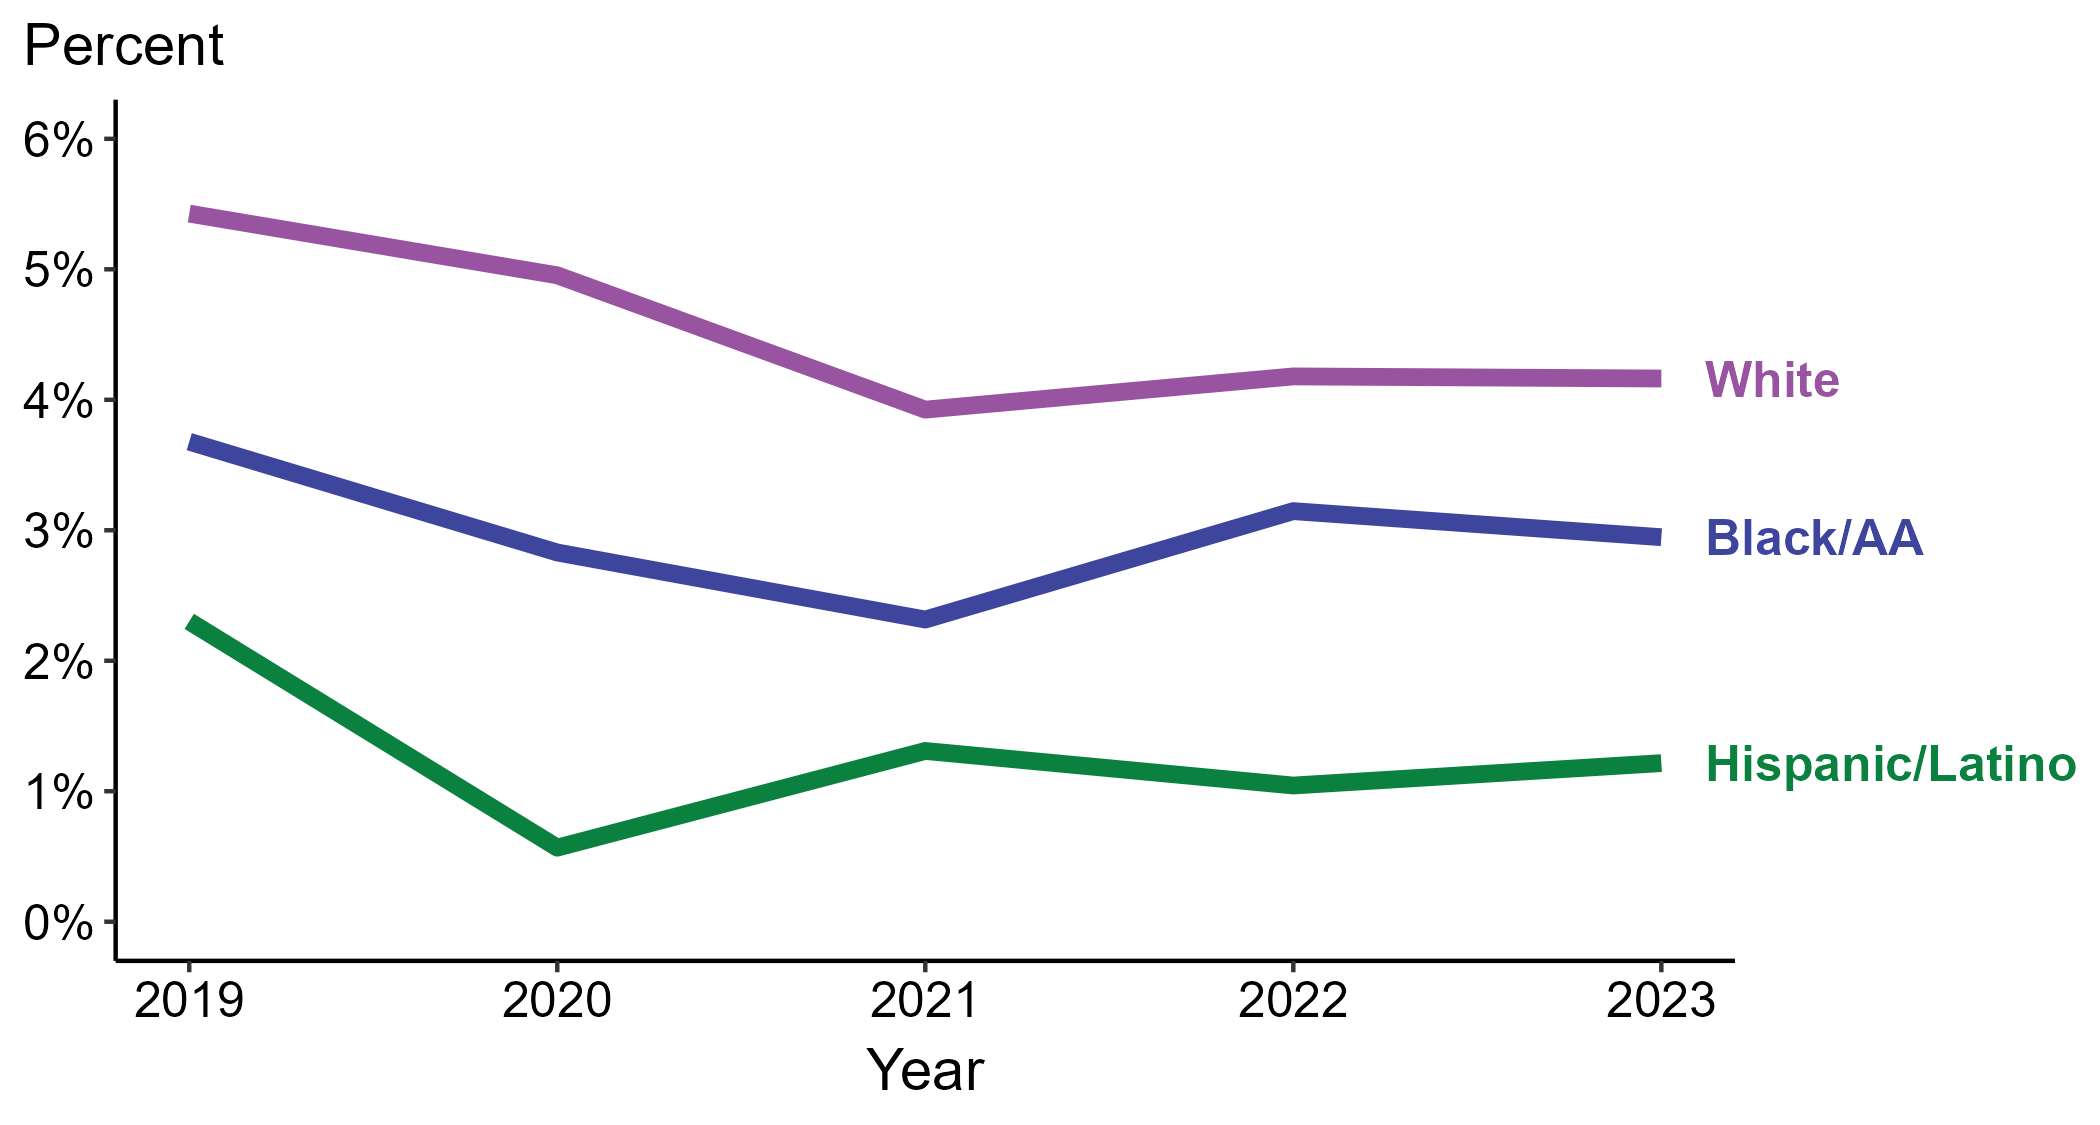 Percent
6%
5%
4%
3%
2%
1%
0%
White
Black/AA
Hispanic/Latino
2019 2020 2021 2022 2023
Year